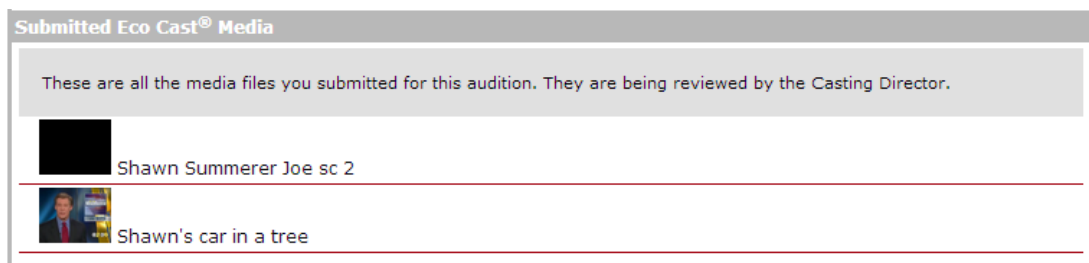 Submitted Eco Cast® Media
These are all the media files you submitted for this audition. They are being reviewed by the Casting Director.
Shawn Summerer Joe sc 2
Shawn's car in a tree